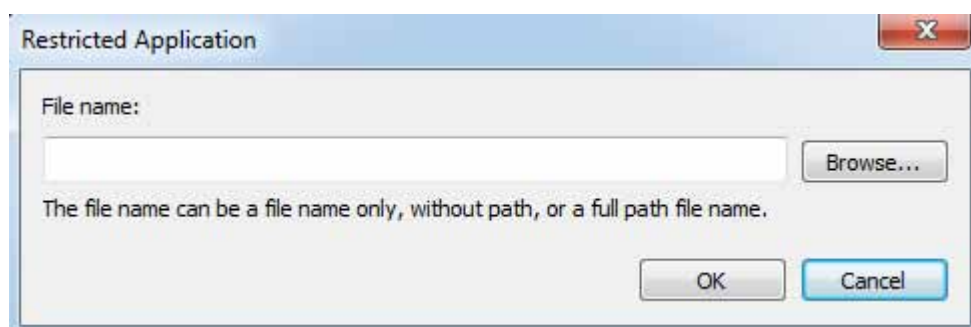 Restricted Application
File name:
Browse...
The file name can be a file name only, without path, or a full path file name.
OK
Cancel